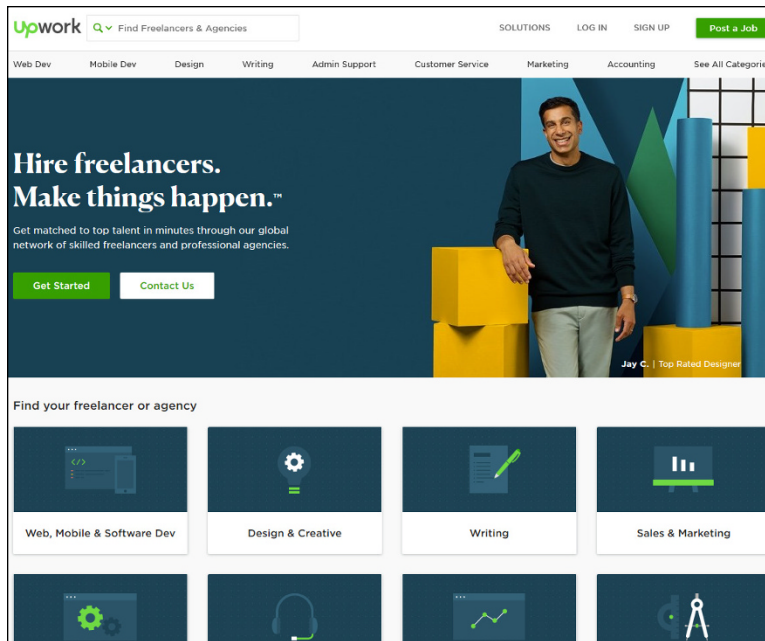 upwork
Find Freelancers & Agencies
SOLUTIONS
LOG IN
SIGN UP
Post a Job
Web Dev
Mobile Dev
Design
Writing
Admin Support
Customer Service
Marketing
Accounting
See All Categorie
Hire freelancers.
Make things happen.™
Get matched to top talent in minutes through our global
network of skilled freelancers and professional agencies.
Get Started
Contact Us
Jay C. | Top Rated Designer
Find your freelancer or agency
</>
Web, Mobile & Software Dev
Design & Creative
Writing
Sales & Marketing